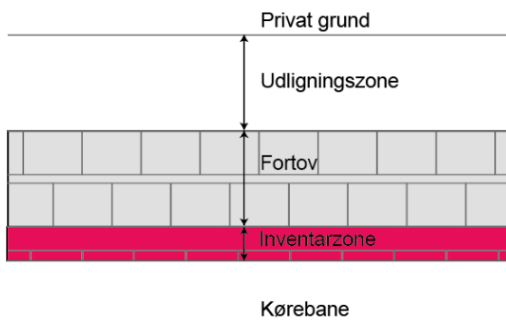 Privat grund
Udligningszone
Fortov
Inventarzone
Kørebane